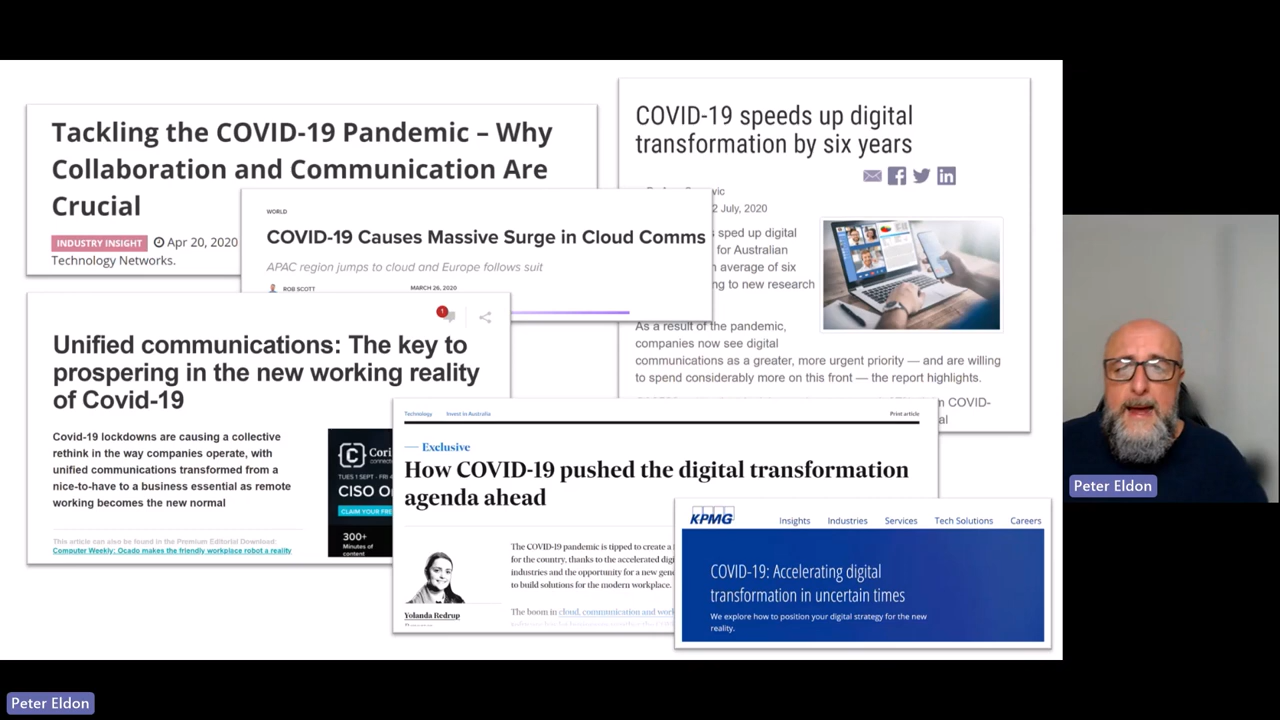 Tackling the COVID-19 Pandemic – Why
Collaboration and Communication Are
Crucial
INDUSTRY INSIGHT Apr 20, 2020
Technology Networks.
WORLD
COVID-19 Causes Massive Surge in Cloud Comms
APAC region jumps to cloud and Europe follows suit
ROB SCOTT MARCH 26, 2020
COVID-19 speeds up digital
transformation by six years
2 July, 2020
sped up digital
for Australian
average of six
to new research
As a result of the pandemic,
companies now see digital
communications as a greater, more urgent priority — and are willing
to spend considerably more on this front — the report highlights.
COVID-
1
Unified communications: The key to
prospering in the new working reality
of Covid-19
Covid-19 lockdowns are causing a collective
rethink in the way companies operate, with
unified communications transformed from a
nice-to-have to a business essential as remote
working becomes the new normal
This article can also be found in the Premium Editorial Download:
Computer Weekly: Ocado makes the friendly workplace robot a reality
Cori
TUES 1 SEPT - FRI 4
CISO O
CLAIM YOUR FRE
300+
Minutes of
content
Technology Invest in Australia Print article
— Exclusive
How COVID-19 pushed the digital transformation
agenda ahead
Yolanda Redrup
The COVID-19 pandemic is tipped to create a
for the country, thanks to the accelerated digi
industries and the opportunity for a new gen
to build solutions for the modern workplace.
The boom in cloud, communication and work
KPMG Insights Industries Services Tech Solutions Careers
COVID-19: Accelerating digital
transformation in uncertain times
We explore how to position your digital strategy for the new
reality.
Peter Eldon
Peter Eldon